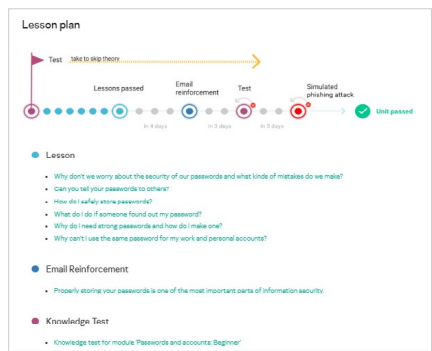 Lesson plan
Test
take to skip theory
Lessons passed
Email
reinforcement
Test
Simulated
phishing attack
Unit passed
in 4 days
in 3 days
in 3 days
Lesson
Why don't we worry about the security of our passwords and what kinds of mistakes do we make?
Can you tell your passwords to others?
How do I safely store passwords?
What do I do if someone found out my password?
Why do I need strong passwords and how do I make one?
Why can't I use the same password for my work and personal accounts?
Email Reinforcement
Properly storing your passwords is one of the most important parts of information security
Knowledge Test
Knowledge test for module 'Passwords and accounts: Beginner'